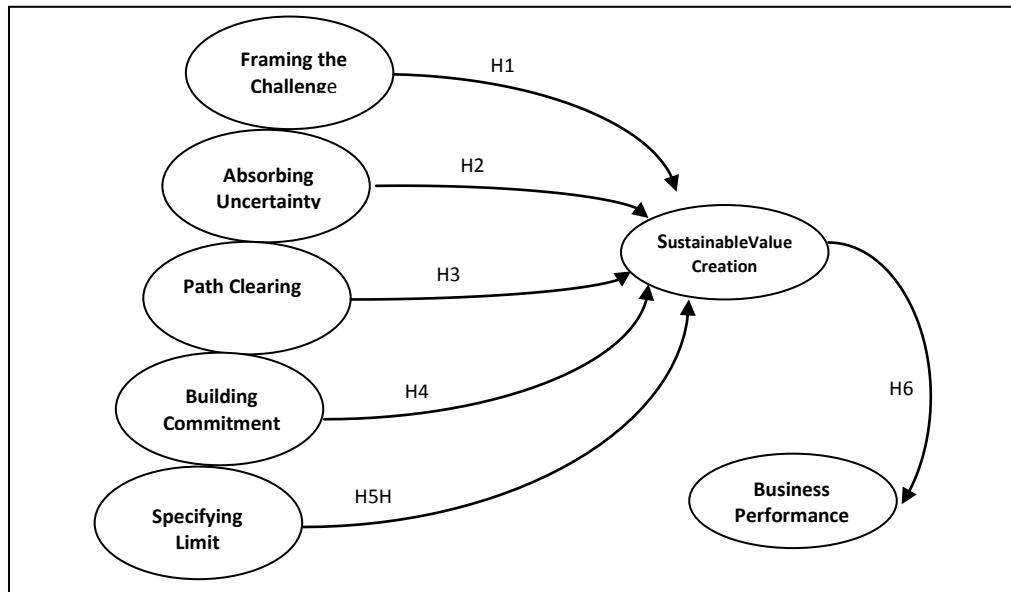 Framing the
Challenge
H1
Absorbing
Uncertainty
H2
SustainableValue
Creation
Path Clearing
H3
Building
Commitment
H4
H6
Specifying
Limit
H5H
Business
Performance